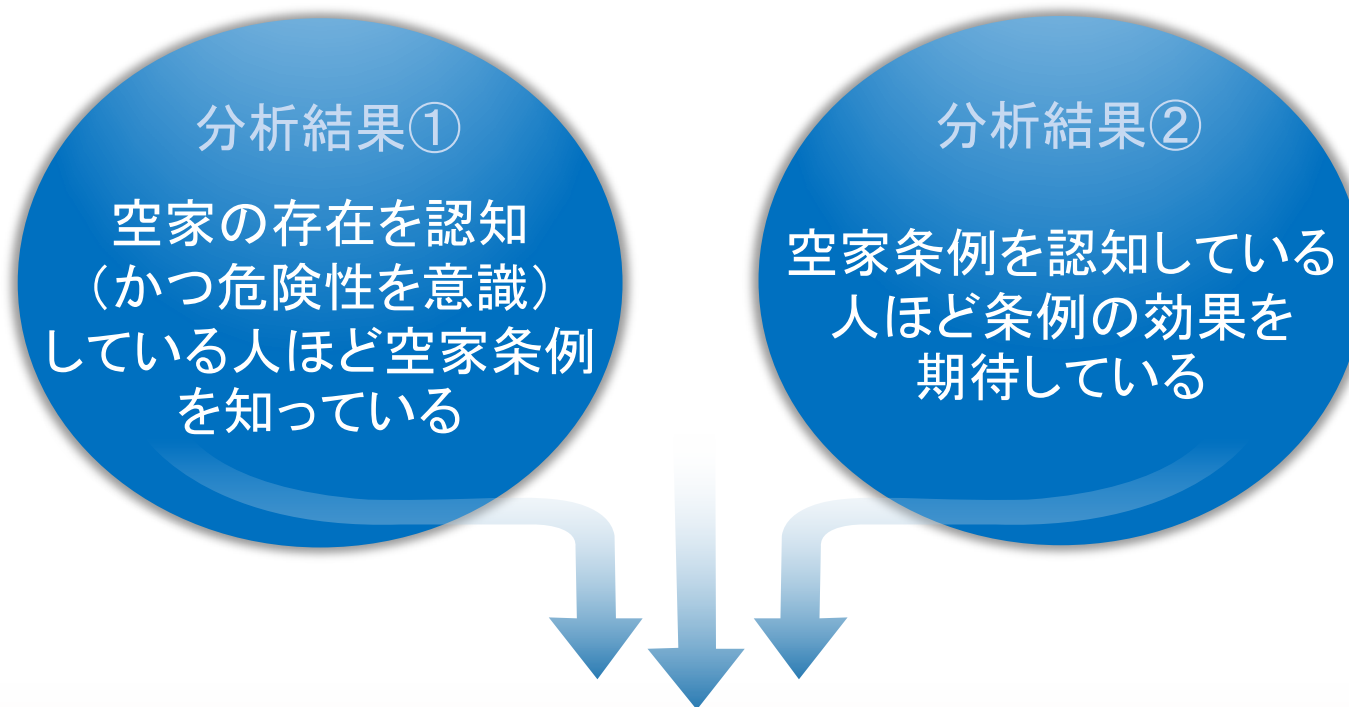 分析結果①
空家の存在を認知
（かつ危険性を意識）
している人ほど空家条例
を知っている
分析結果②
空家条例を認知している
人ほど条例の効果を
期待している